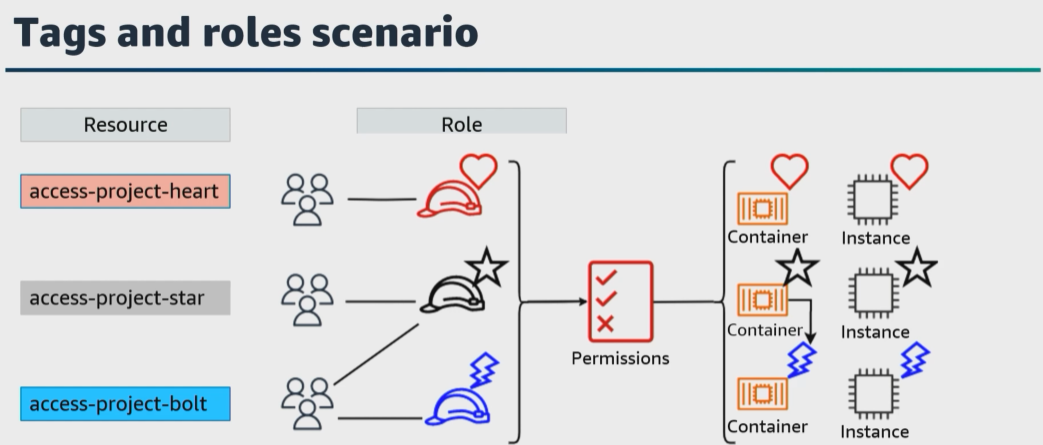 Tags and roles scenario
Resource
Role
access-project-heart
Container
Instance
access-project-star
Container
Instance
Permissions
access-project-bolt
Container
Instance